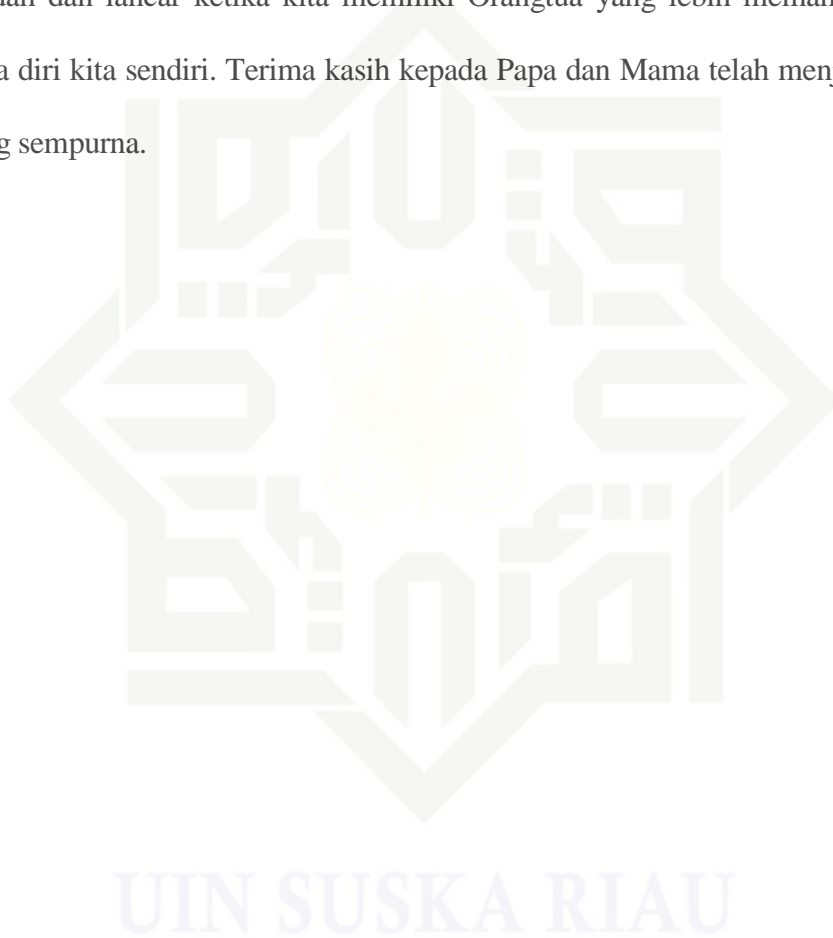 dan lancar ketika kita memiliki Orangtua yang lebih
diri kita sendiri. Terima kasih kepada Papa dan Mama telah
sempurna.
UIN SUSKA RIAU